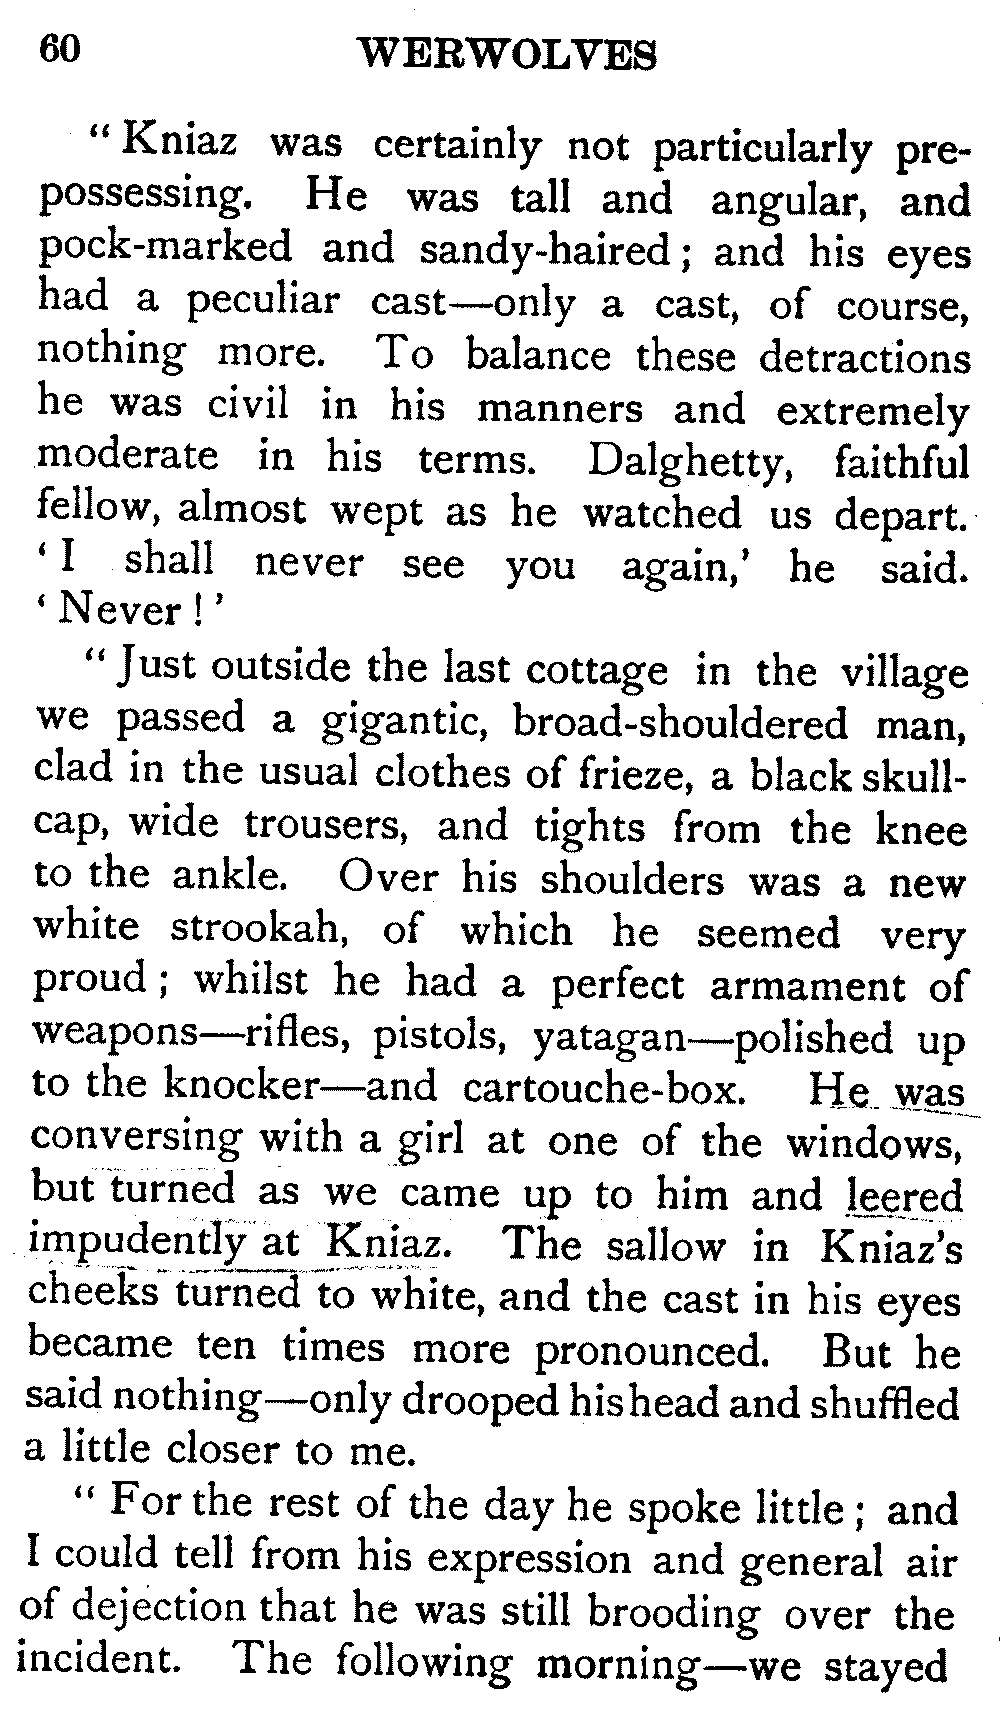 60 WERWOLVES
“ Kniaz was certainly not particularly pre-
possessing. He was tall and angular, and
pock-marked and sandy-haired ; and his eyes
had a peculiar cast—only a cast, of course,
nothing more. To balance these detractions
he was civil in his manners and extremely
moderate in his terms. Dalghetty, faithful
fellow, almost wept as he watched us depart.
‘ I shall never see you again,’ he said.
‘ Never ! ’
“ Just outside the last cottage in the village
we passed a gigantic, broad-shouldered man,
clad in the usual clothes of frieze, a black skull-
cap, wide trousers, and tights from the knee
to the ankle. Over his shoulders was a new
white strookah, of which he seemed very
proud ; whilst he had a perfect armament of
weapons—rifles, pistols, yatagan—polished up
to the knocker—and cartouche-box. He was
conversing with a girl at one of the windows,
but turned as we came up to him and leered
impudently at Kniaz. The sallow in Kniaz’s
cheeks turned to white, and the cast in his eyes
became ten times more pronounced. But he
said nothing—only drooped his head and shuffled
a little closer to me.
“ For the rest of the day he spoke little ; and
I could tell from his expression and general air
of dejection that he was still brooding over the
incident. The following morning—we stayed